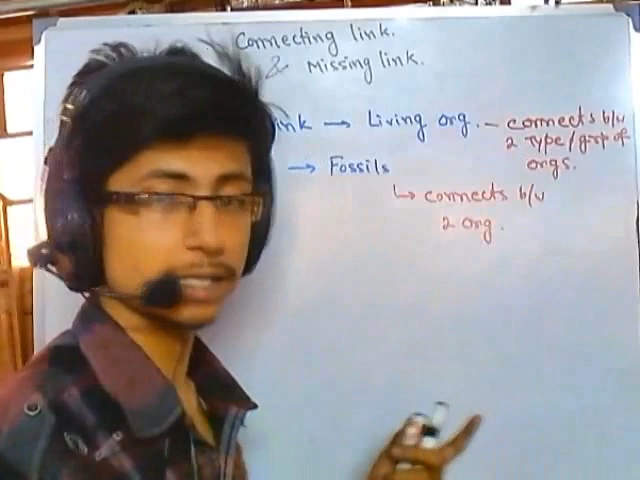 Connecting link.
& Missing link.
ink → Living org. - connects b/w
2 Type/grp of
orgs.
→ Fossils
↳ connects b/w
2 org.